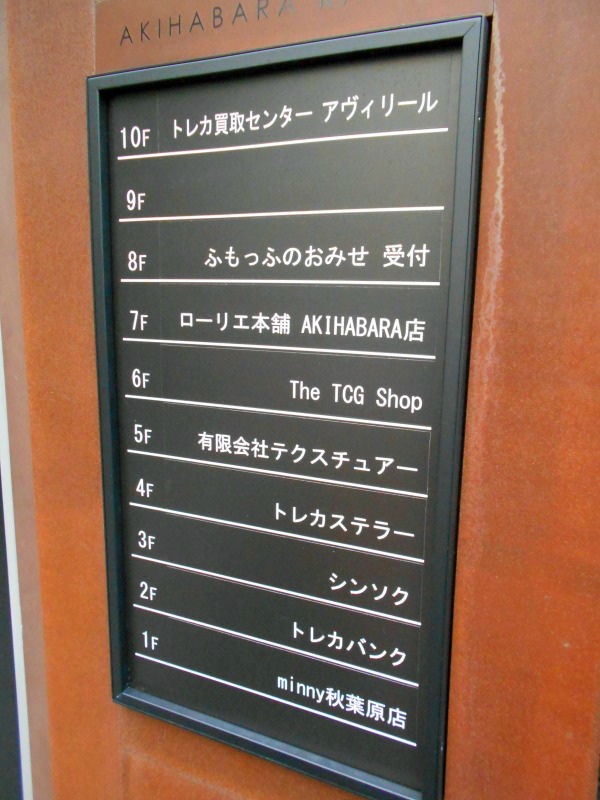 AKIHABARA
10F トレカ買取センター アヴィリール
9F
8F ふもっふのおみせ 受付
7F ローリエ本舗 AKIHABARA店
6F The TCG Shop
5F 有限会社テクスチュアー
4F トレカステラー
3F シンソク
2F トレカバンク
1F minny秋葉原店